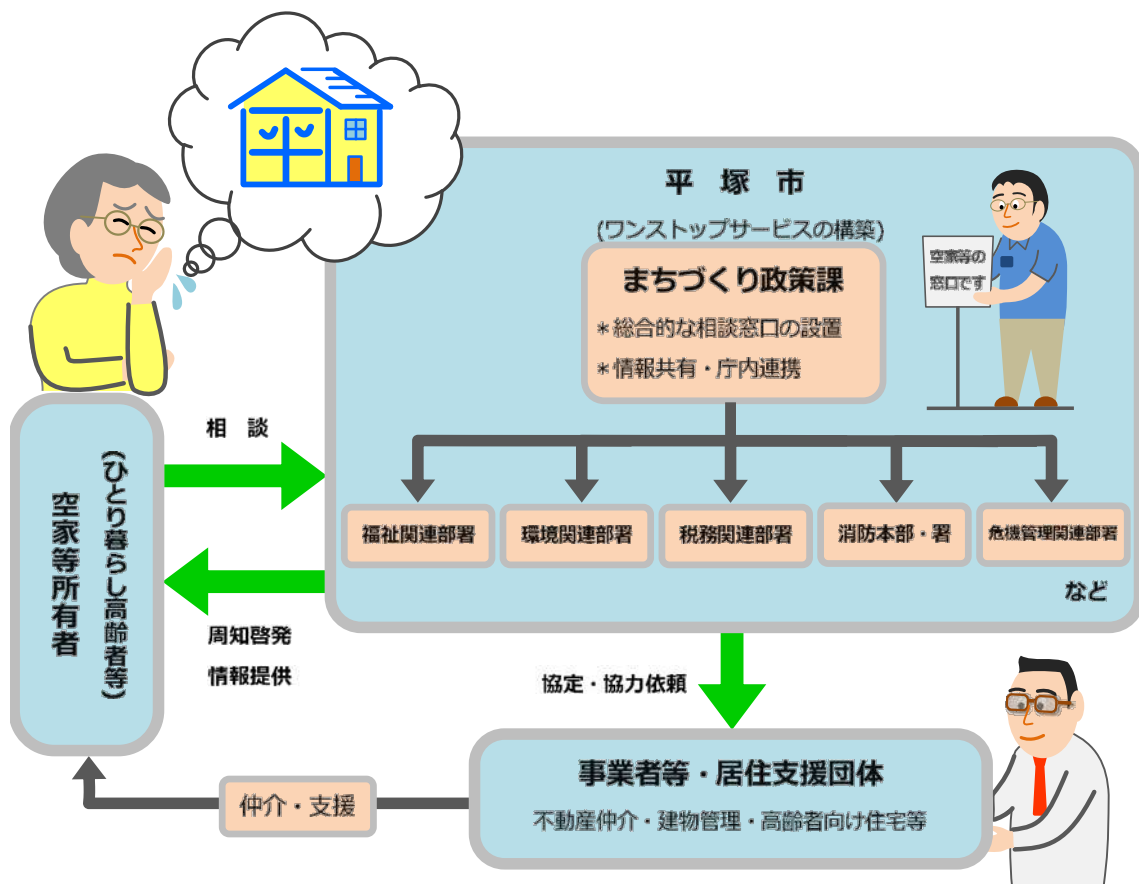 平 塚 市
(ワンストップサービスの構築)
まちづくり政策課
*総合的な相談窓口の設置
*情報共有・庁内連携
空家等の
窓口です
相 談
空家等所有者
(ひとり暮らし高齢者等)
福祉関連部署
環境関連部署
税務関連部署
消防本部・署
危機管理関連部署
など
周知啓発
情報提供
協定・協力依頼
事業者等・居住支援団体
不動産仲介・建物管理・高齢者向け住宅等
仲介・支援